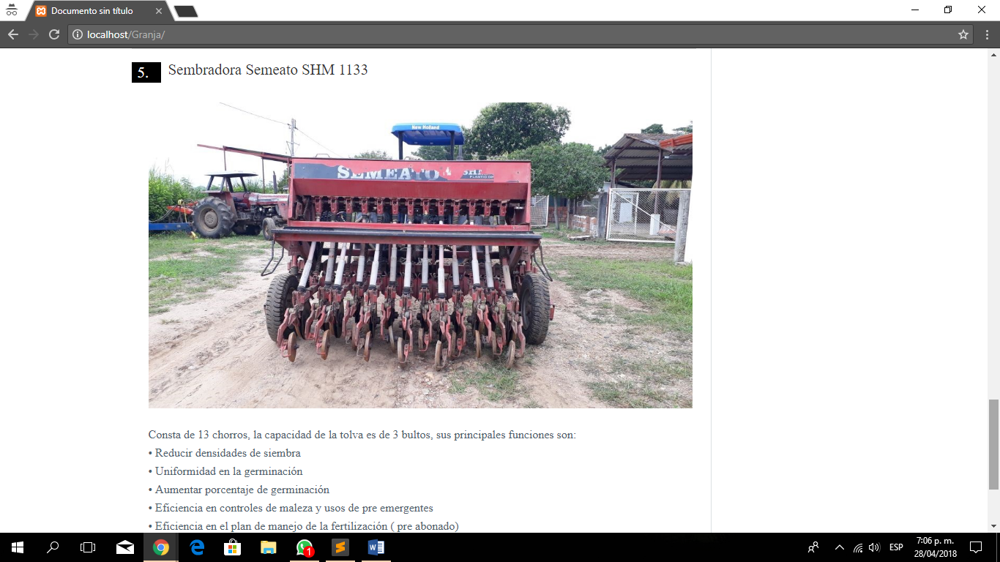 Documento sin título
localhost/Granja/
5. Sembradora Semeato SHM 1133
New Holland
SEMEATO
PLANTIO
Consta de 13 chorros, la capacidad de la tolva es de 3 bultos, sus principales funciones son:
• Reducir densidades de siembra
• Uniformidad en la germinación
• Aumentar porcentaje de germinación
• Eficiencia en controles de maleza y usos de pre emergentes
• Eficiencia en el plan de manejo de la fertilización ( pre abonado)
1
ESP
7:06 p. m.
28/04/2018